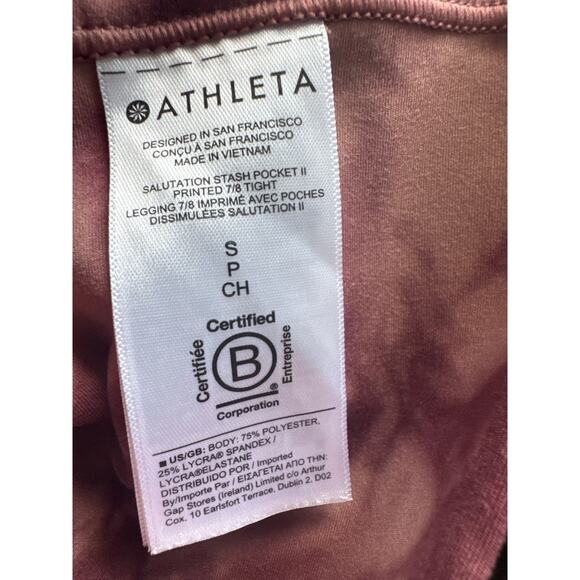 ATHLETA
DESIGNED IN SAN FRANCISCO
CONÇU À SAN FRANCISCO
MADE IN VIETNAM
SALUTATION STASH POCKET II
PRINTED 7/8 TIGHT
LEGGING 7/8 IMPRIMÉ AVEC POCHES
DISSIMULÉES SALUTATION II
S
P
CH
Certified
Certifiée
B
Entreprise
®
Corporation
■ US/GB: BODY: 75% POLYESTER,
25% LYCRA® SPANDEX /
LYCRA®ELASTANE
DISTRIBUIDO POR / Imported
By/Importe Par / ΕΙΣΑΓΕΤΑΙ ΑΠΟ ΤΗΝ:
Gap Stores (Ireland) Limited c/o Arthur
Cox. 10 Earlsfort Terrace, Dublin 2, D02